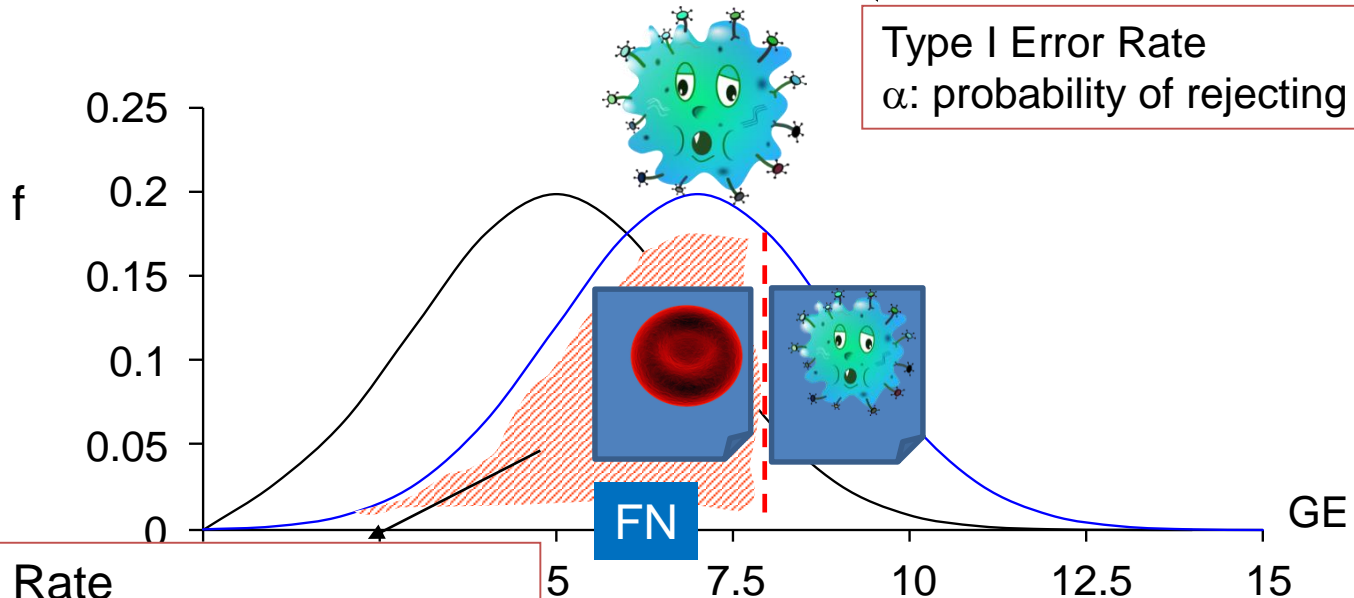 Type I Error Rate
α: probability of rejecting
0.25
f
0.2
0.15
0.1
0.05
0
FN
GE
5
7.5
10
12.5
15
Rate